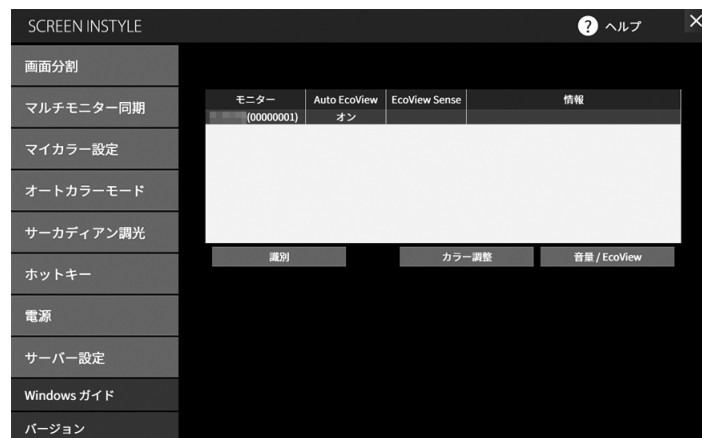 SCREEN INSTYLE
? ヘルプ
画面分割
マルチモニター同期
マイカラー設定
オートカラーモード
サーカディアン調光
ホットキー
電源
サーバー設定
Windows ガイド
バージョン
モニター Auto EcoView EcoView Sense 情報
(00000001) オン
識別 カラー調整 音量 / EcoView